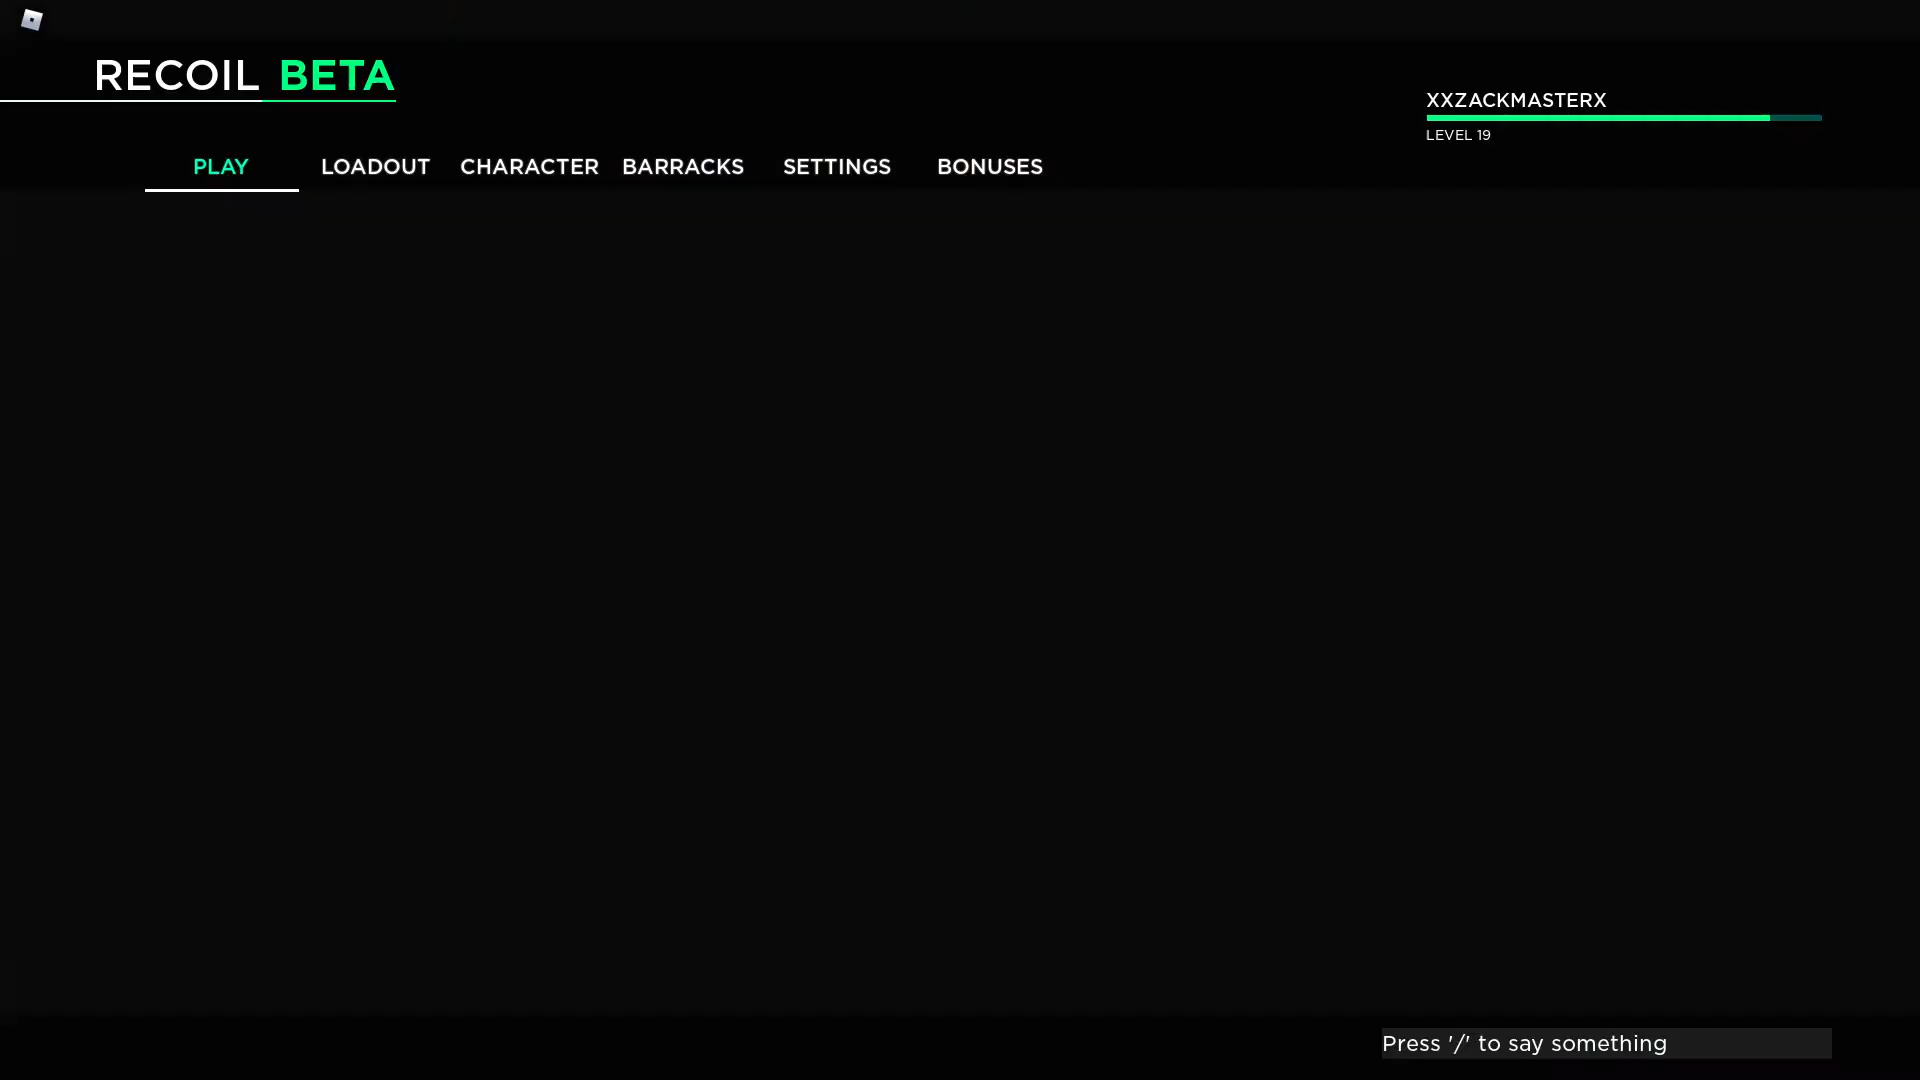 RECOIL BETA
XXZACKMASTERX
LEVEL 19
PLAY LOADOUT CHARACTER BARRACKS SETTINGS BONUSES
Press '/' to say something